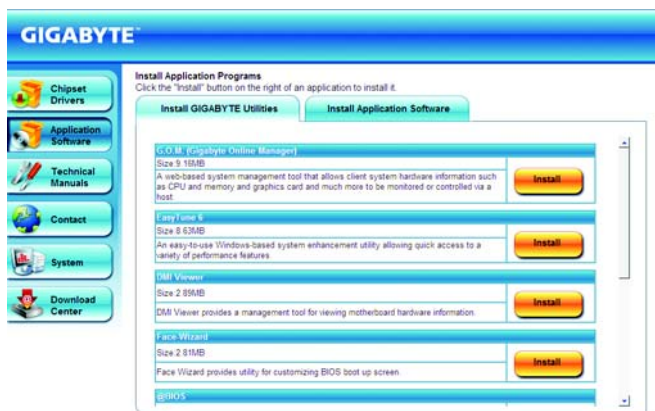 GIGABYTE™
Chipset
Drivers
Application
Software
Technical
Manuals
Contact
System
Download
Center
Install Application Programs
Click the "Install" button on the right of an application to install it.
Install GIGABYTE Utilities
Install Application Software
G.O.M. (Gigabyte Online Manager)
Size:9.16MB
A web-based system management tool that allows client system hardware information such
as CPU and memory and graphics card and much more to be monitored or controlled via a
host.
Install
EasyTune 6
Size:8.63MB
An easy-to-use Windows-based system enhancement utility allowing quick access to a
variety of performance features
Install
DMI Viewer
Size:2.89MB
DMI Viewer provides a management tool for viewing motherboard hardware information.
Install
Face-Wizard
Size:2.81MB
Face Wizard provides utility for customizing BIOS boot up screen.
Install
@BIOS